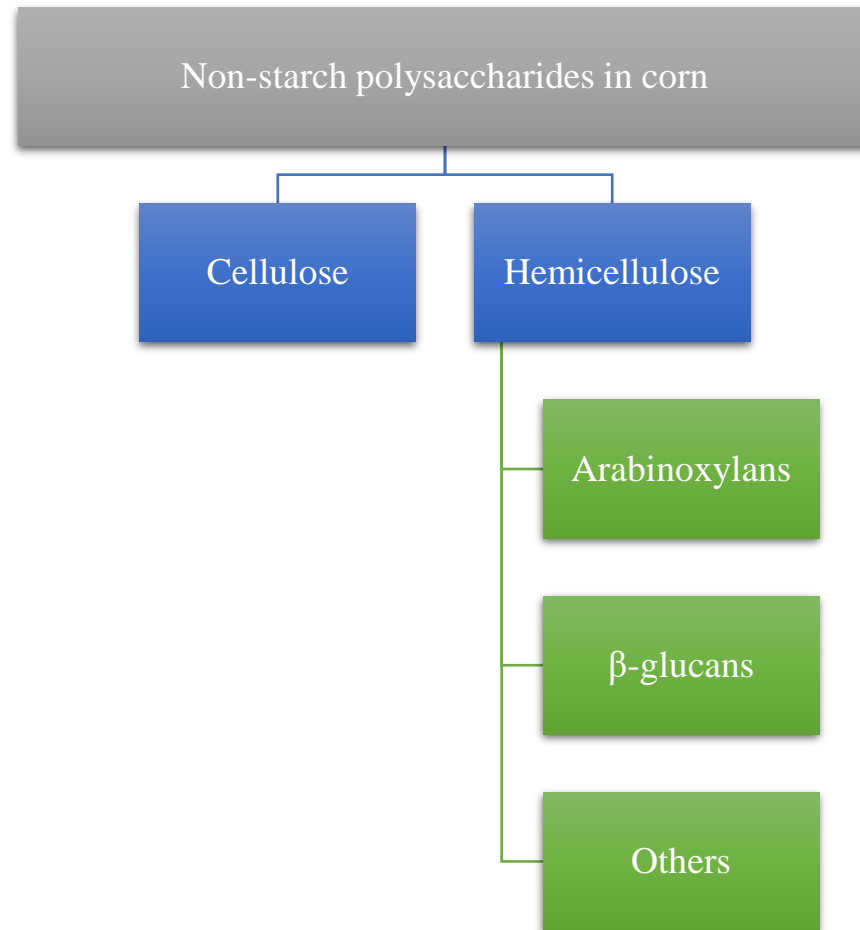 Non-starch polysaccharides in corn
Cellulose
Hemicellulose
Arabinoxylans
β-glucans
Others